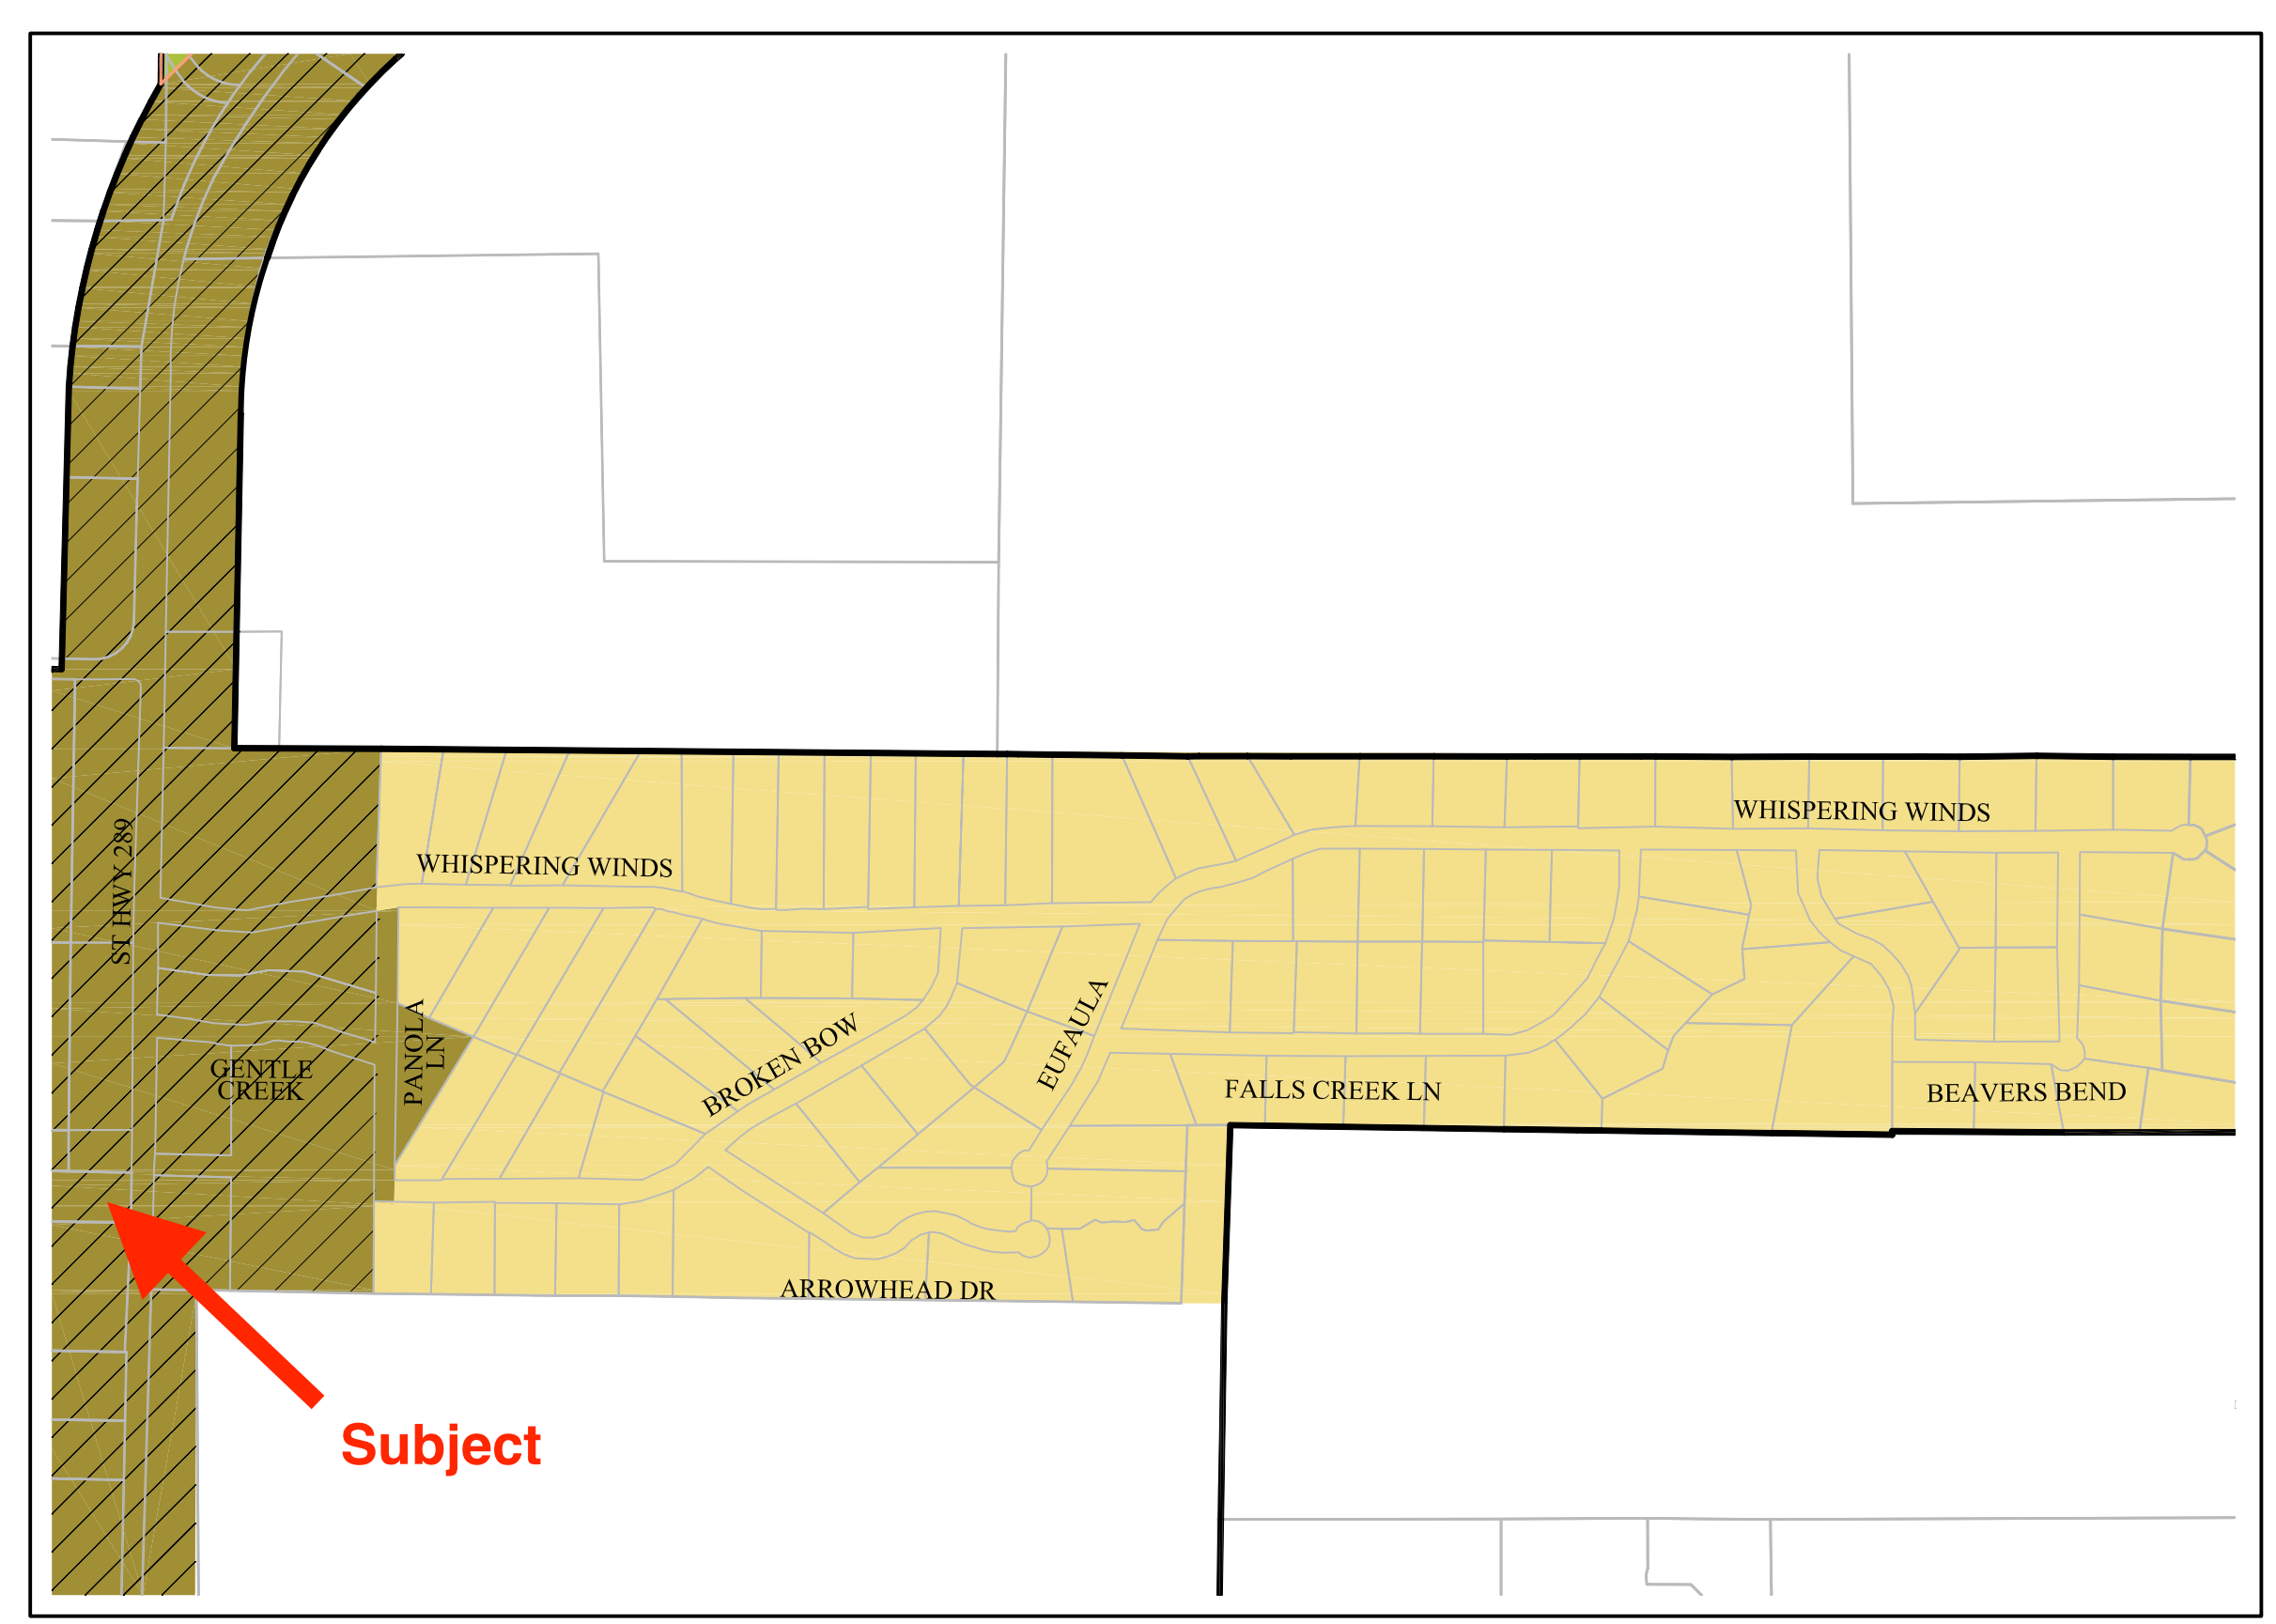 WHISPERING WINDS
ST HWY 289
WHISPERING WINDS
PANOLA
LN
GENTLE
CREEK
BROKEN BOW
EUFAULA
FALLS CREEK LN
BEAVERS BEND
ARROWHEAD DR
Subject